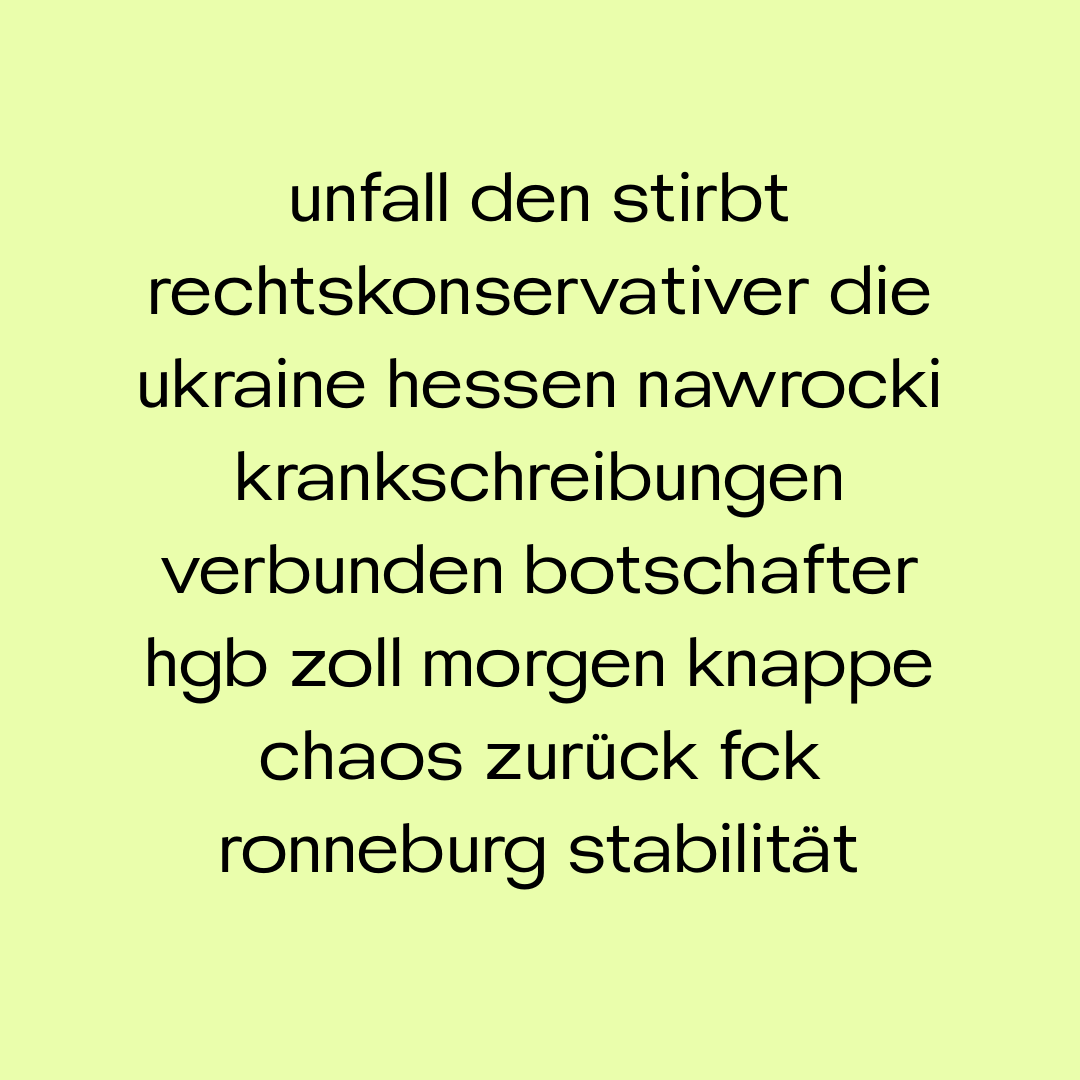 unfall den stirbt
rechtskonservativer die
ukraine hessen nawrocki
krankschreibungen
verbunden botschafter
hgb zoll morgen knappe
chaos zurück fck
ronneburg stabilität